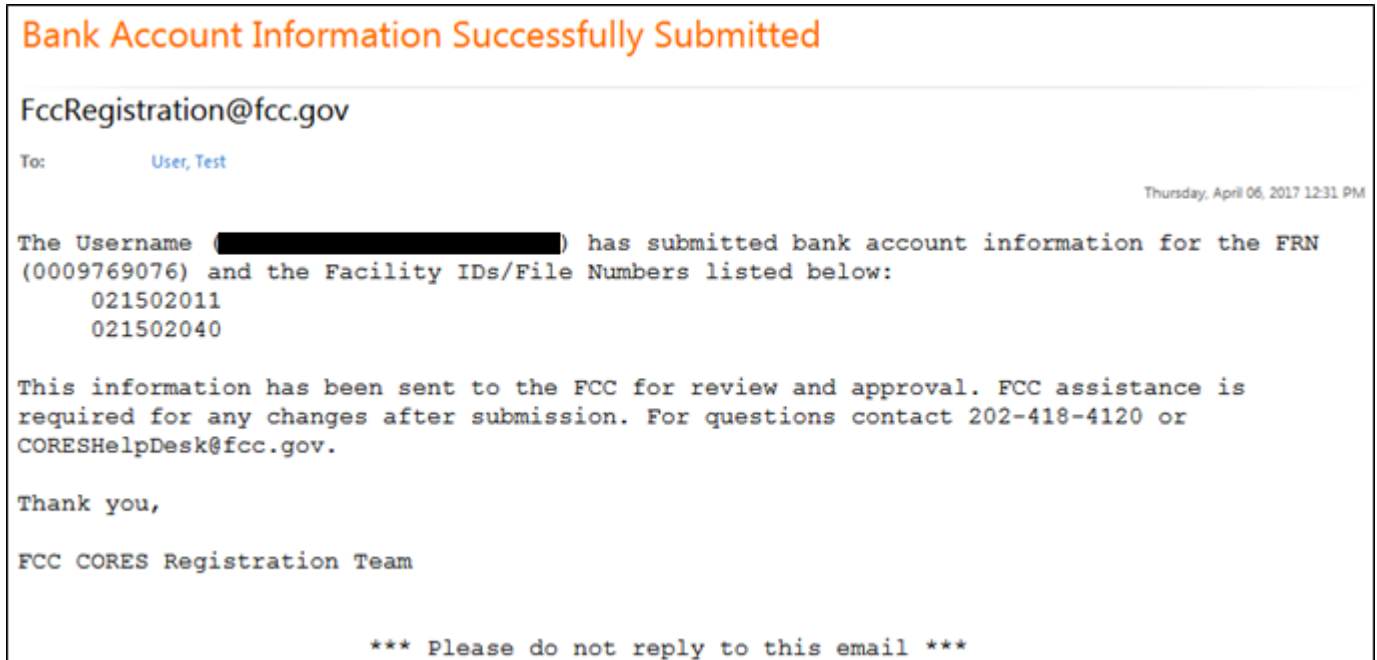 Bank Account Information Successfully Submitted
FccRegistration@fcc.gov
To: User, Test
Thursday, April 06, 2017 12:31 PM
The Username ( ) has submitted bank account information for the FRN
(0009769076) and the Facility IDs/File Numbers listed below:
021502011
021502040
This information has been sent to the FCC for review and approval. FCC assistance is
required for any changes after submission. For questions contact 202-418-4120 or
CORESHelpDesk@fcc.gov.
Thank you,
FCC CORES Registration Team
*** Please do not reply to this email ***